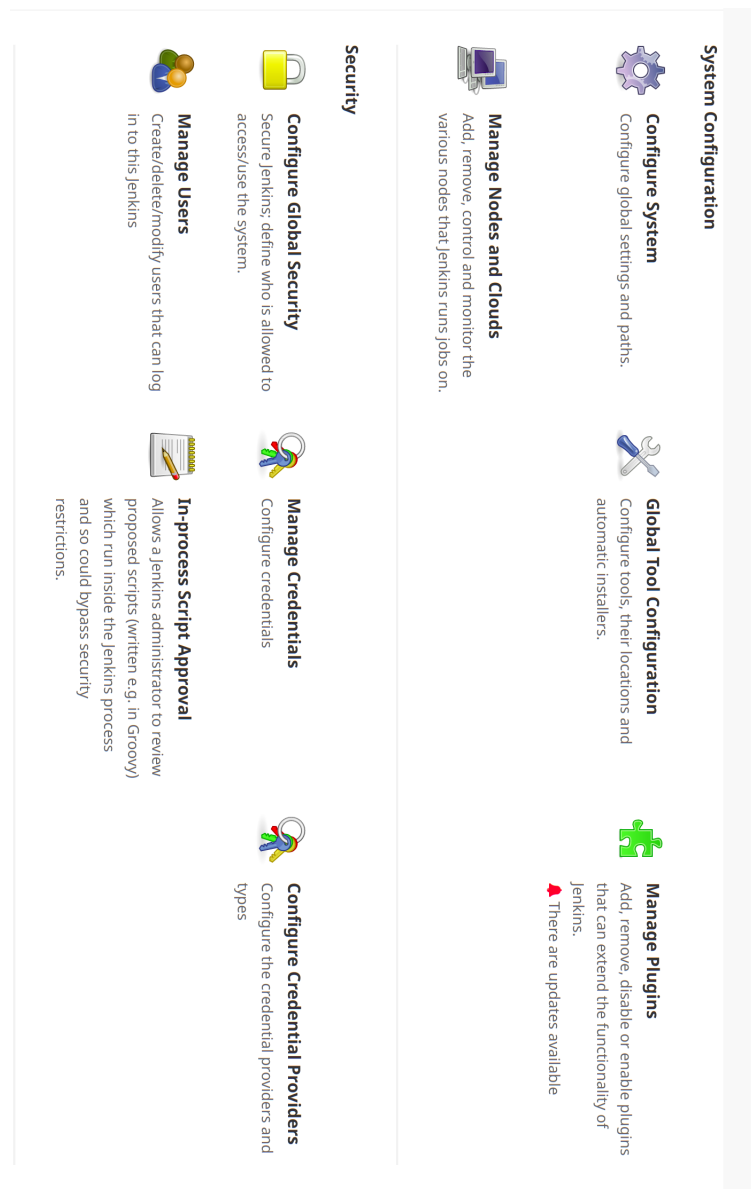 System Configuration
Configure System
Configure global settings and paths.
Global Tool Configuration
Configure tools, their locations and
automatic installers.
Manage Plugins
Add, remove, disable or enable plugins
that can extend the functionality of
Jenkins.
There are updates available
Manage Nodes and Clouds
Add, remove, control and monitor the
various nodes that Jenkins runs jobs on.
Security
Configure Global Security
Secure Jenkins; define who is allowed to
access/use the system.
Manage Credentials
Configure credentials
Configure Credential Providers
Configure the credential providers and
types
Manage Users
Create/delete/modify users that can log
in to this Jenkins
In-process Script Approval
Allows a Jenkins administrator to review
proposed scripts (written e.g. in Groovy)
which run inside the Jenkins process
and so could bypass security
restrictions.